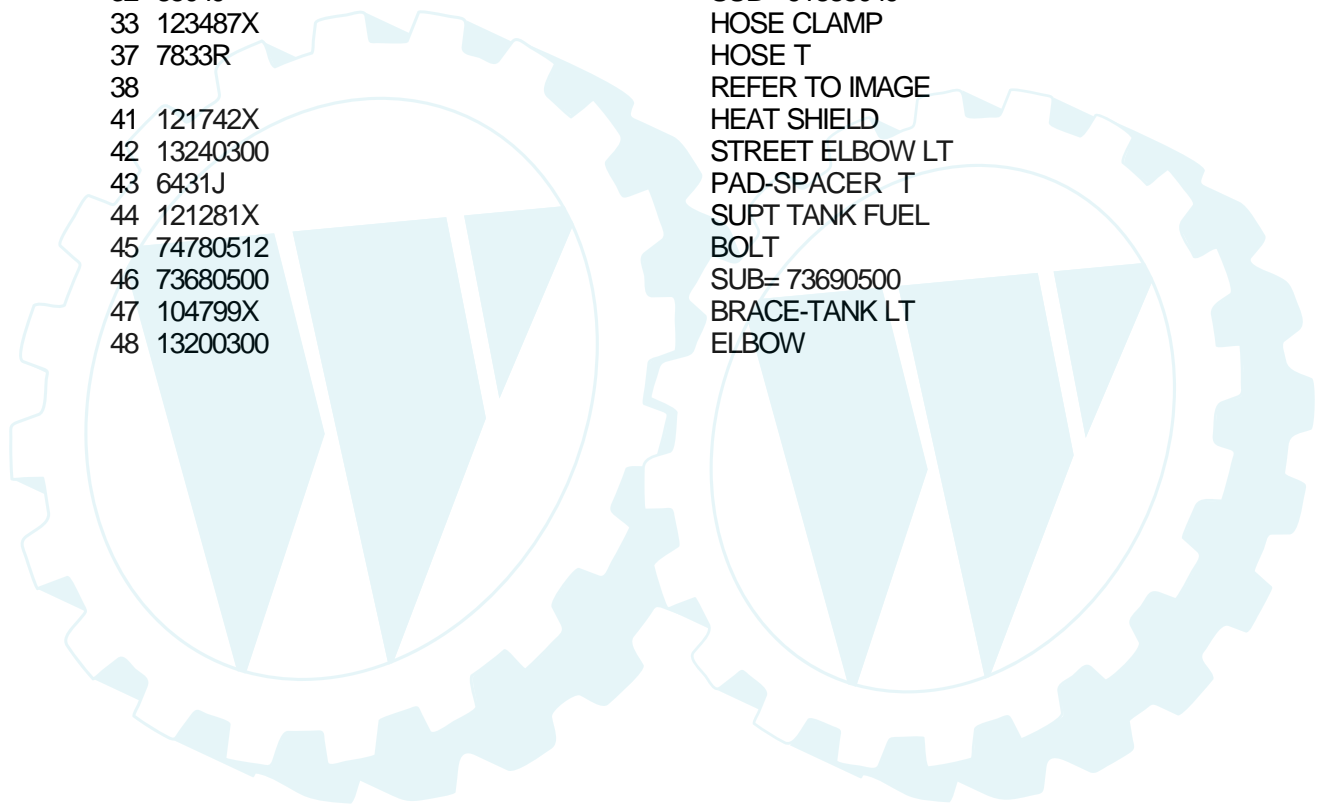 33 123487X HOSE CLAMP
37 7833R HOSE T
38 REFER TO IMAGE
41 121742X HEAT SHIELD
42 13240300 STREET ELBOW LT
43 6431J PAD-SPACER T
44 121281X SUPT TANK FUEL
45 74780512 BOLT
46 73680500 SUB= 73690500
47 104799X BRACE-TANK LT
48 13200300 ELBOW